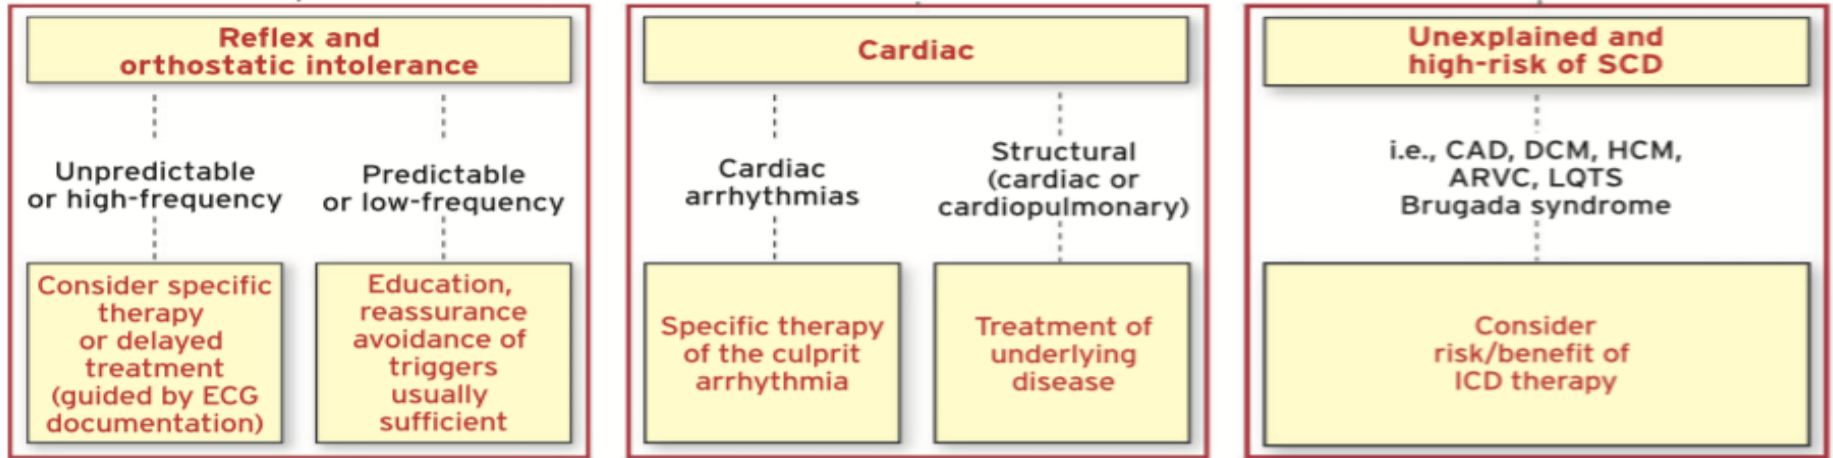 Reflex and
orthostatic intolerance
Unpredictable
or high-frequency
Consider specific
therapy
or delayed
treatment
(guided by ECG
documentation)
Predictable
or low-frequency
Education,
reassurance
avoidance of
triggers
usually
sufficient
Cardiac
Cardiac
arrhythmias
Specific therapy
of the culprit
arrhythmia
Structural
(cardiac or
cardiopulmonary)
Treatment of
underlying
disease
Unexplained and
high-risk of SCD
i.e., CAD, DCM, HCM,
ARVC, LQTS
Brugada syndrome
Consider
risk/benefit of
ICD therapy